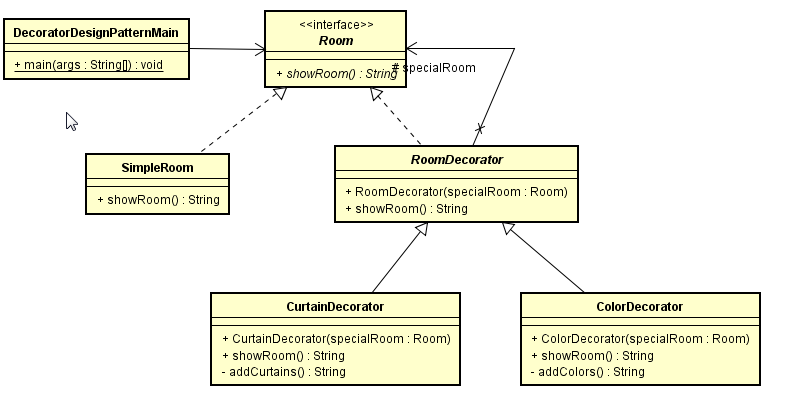 DecoratorDesignPatternMain
+ main(args : String[]) : void
<<interface>>
Room
+ showRoom() : String
# specialRoom
SimpleRoom
+ showRoom() : String
RoomDecorator
+ RoomDecorator(specialRoom : Room)
+ showRoom() : String
CurtainDecorator
+ CurtainDecorator(specialRoom : Room)
+ showRoom() : String
- addCurtains() : String
ColorDecorator
+ ColorDecorator(specialRoom : Room)
+ showRoom() : String
- addColors() : String